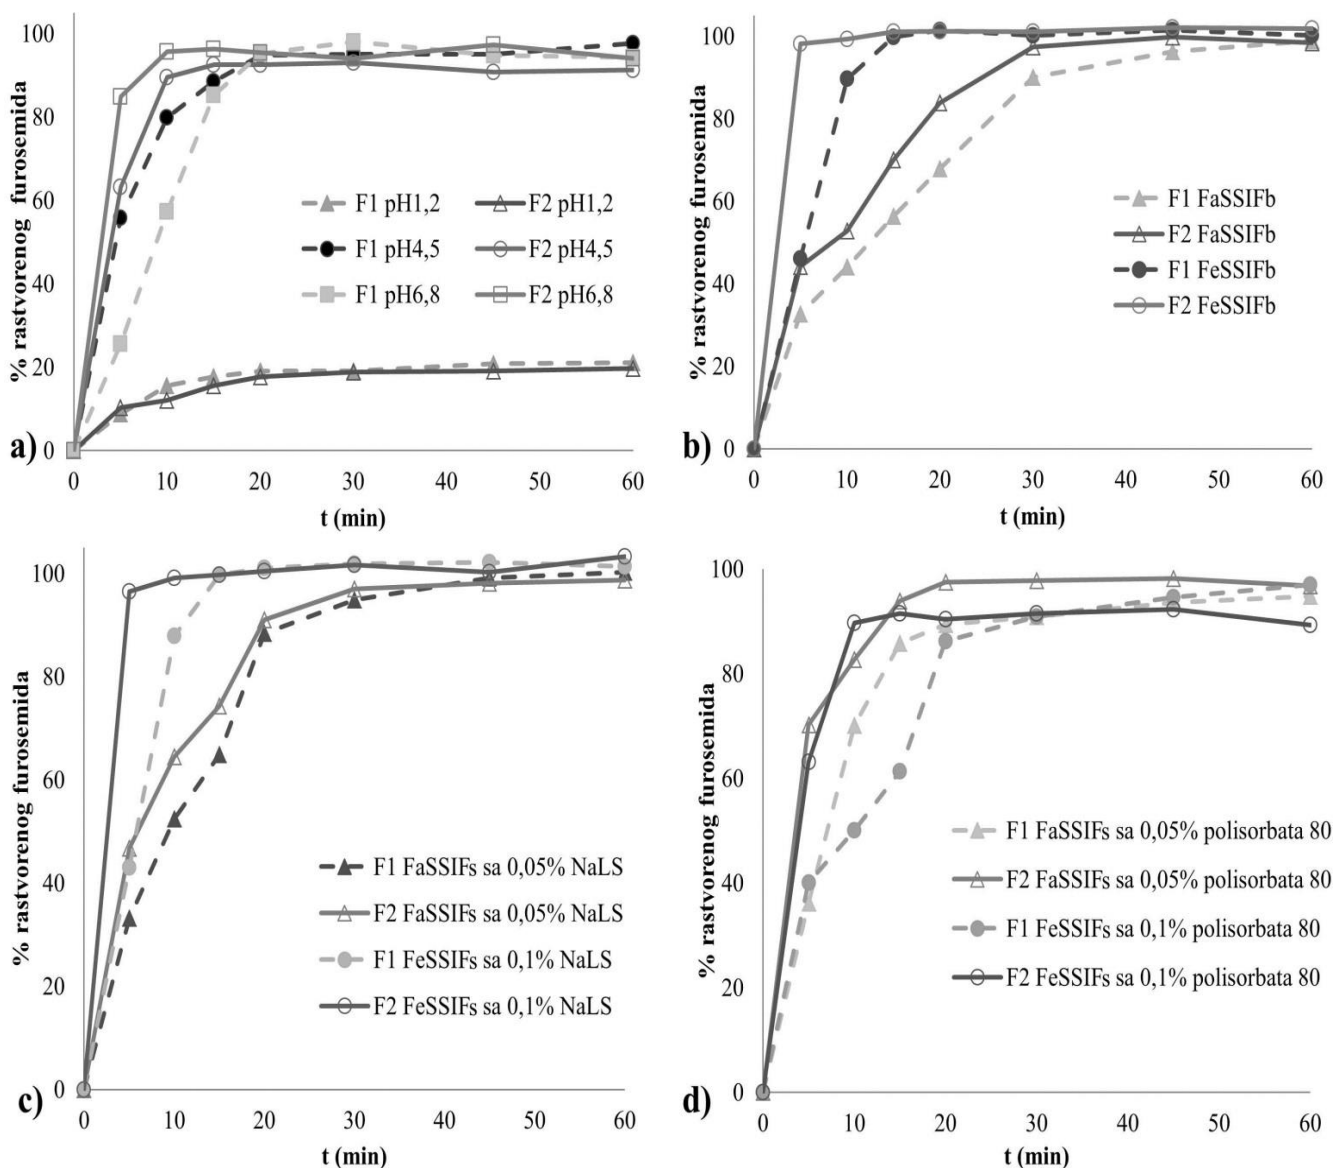 a)
% rastvorenog furosemida
100
80
60
40
20
0
0 10 20 30 40 50 60
t (min)
F1 pH1,2 F2 pH1,2
F1 pH4,5 F2 pH4,5
F1 pH6,8 F2 pH6,8
b)
% rastvorenog furosemida
100
80
60
40
20
0
0 10 20 30 40 50 60
t (min)
F1 FaSSIFb
F2 FaSSIFb
F1 FeSSIFb
F2 FeSSIFb
c)
% rastvorenog furosemida
100
80
60
40
20
0
0 10 20 30 40 50 60
t (min)
F1 FaSSIFs sa 0,05% NaLS
F2 FaSSIFs sa 0,05% NaLS
F1 FeSSIFs sa 0,1% NaLS
F2 FeSSIFs sa 0,1% NaLS
d)
% rastvorenog furosemida
100
80
60
40
20
0
0 10 20 30 40 50 60
t (min)
F1 FaSSIFs sa 0,05% polisorbata 80
F2 FaSSIFs sa 0,05% polisorbata 80
F1 FeSSIFs sa 0,1% polisorbata 80
F2 FeSSIFs sa 0,1% polisorbata 80